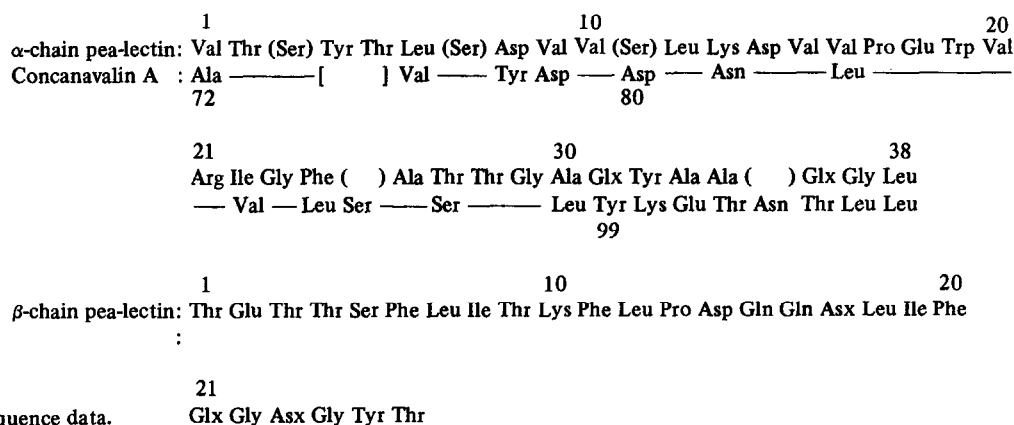 1 10 20
α-chain pea-lectin: Val Thr (Ser) Tyr Thr Leu (Ser) Asp Val Val (Ser) Leu Lys Asp Val Val Pro Glu Trp Val
Concanavalin A : Ala ——— [ ] Val —— Tyr Asp —— Asp —— Asn ——— Leu ————
72 80
21 30 38
Arg Ile Gly Phe ( ) Ala Thr Thr Gly Ala Glx Tyr Ala Ala ( ) Glx Gly Leu
—— Val — Leu Ser —— Ser ——— Leu Tyr Lys Glu Thr Asn Thr Leu Leu
99
1 10 20
β-chain pea-lectin: Thr Glu Thr Thr Ser Phe Leu Ile Thr Lys Phe Leu Pro Asp Gln Gln Asx Leu Ile Phe
:
21
quence data. Glx Gly Asx Gly Tyr Thr